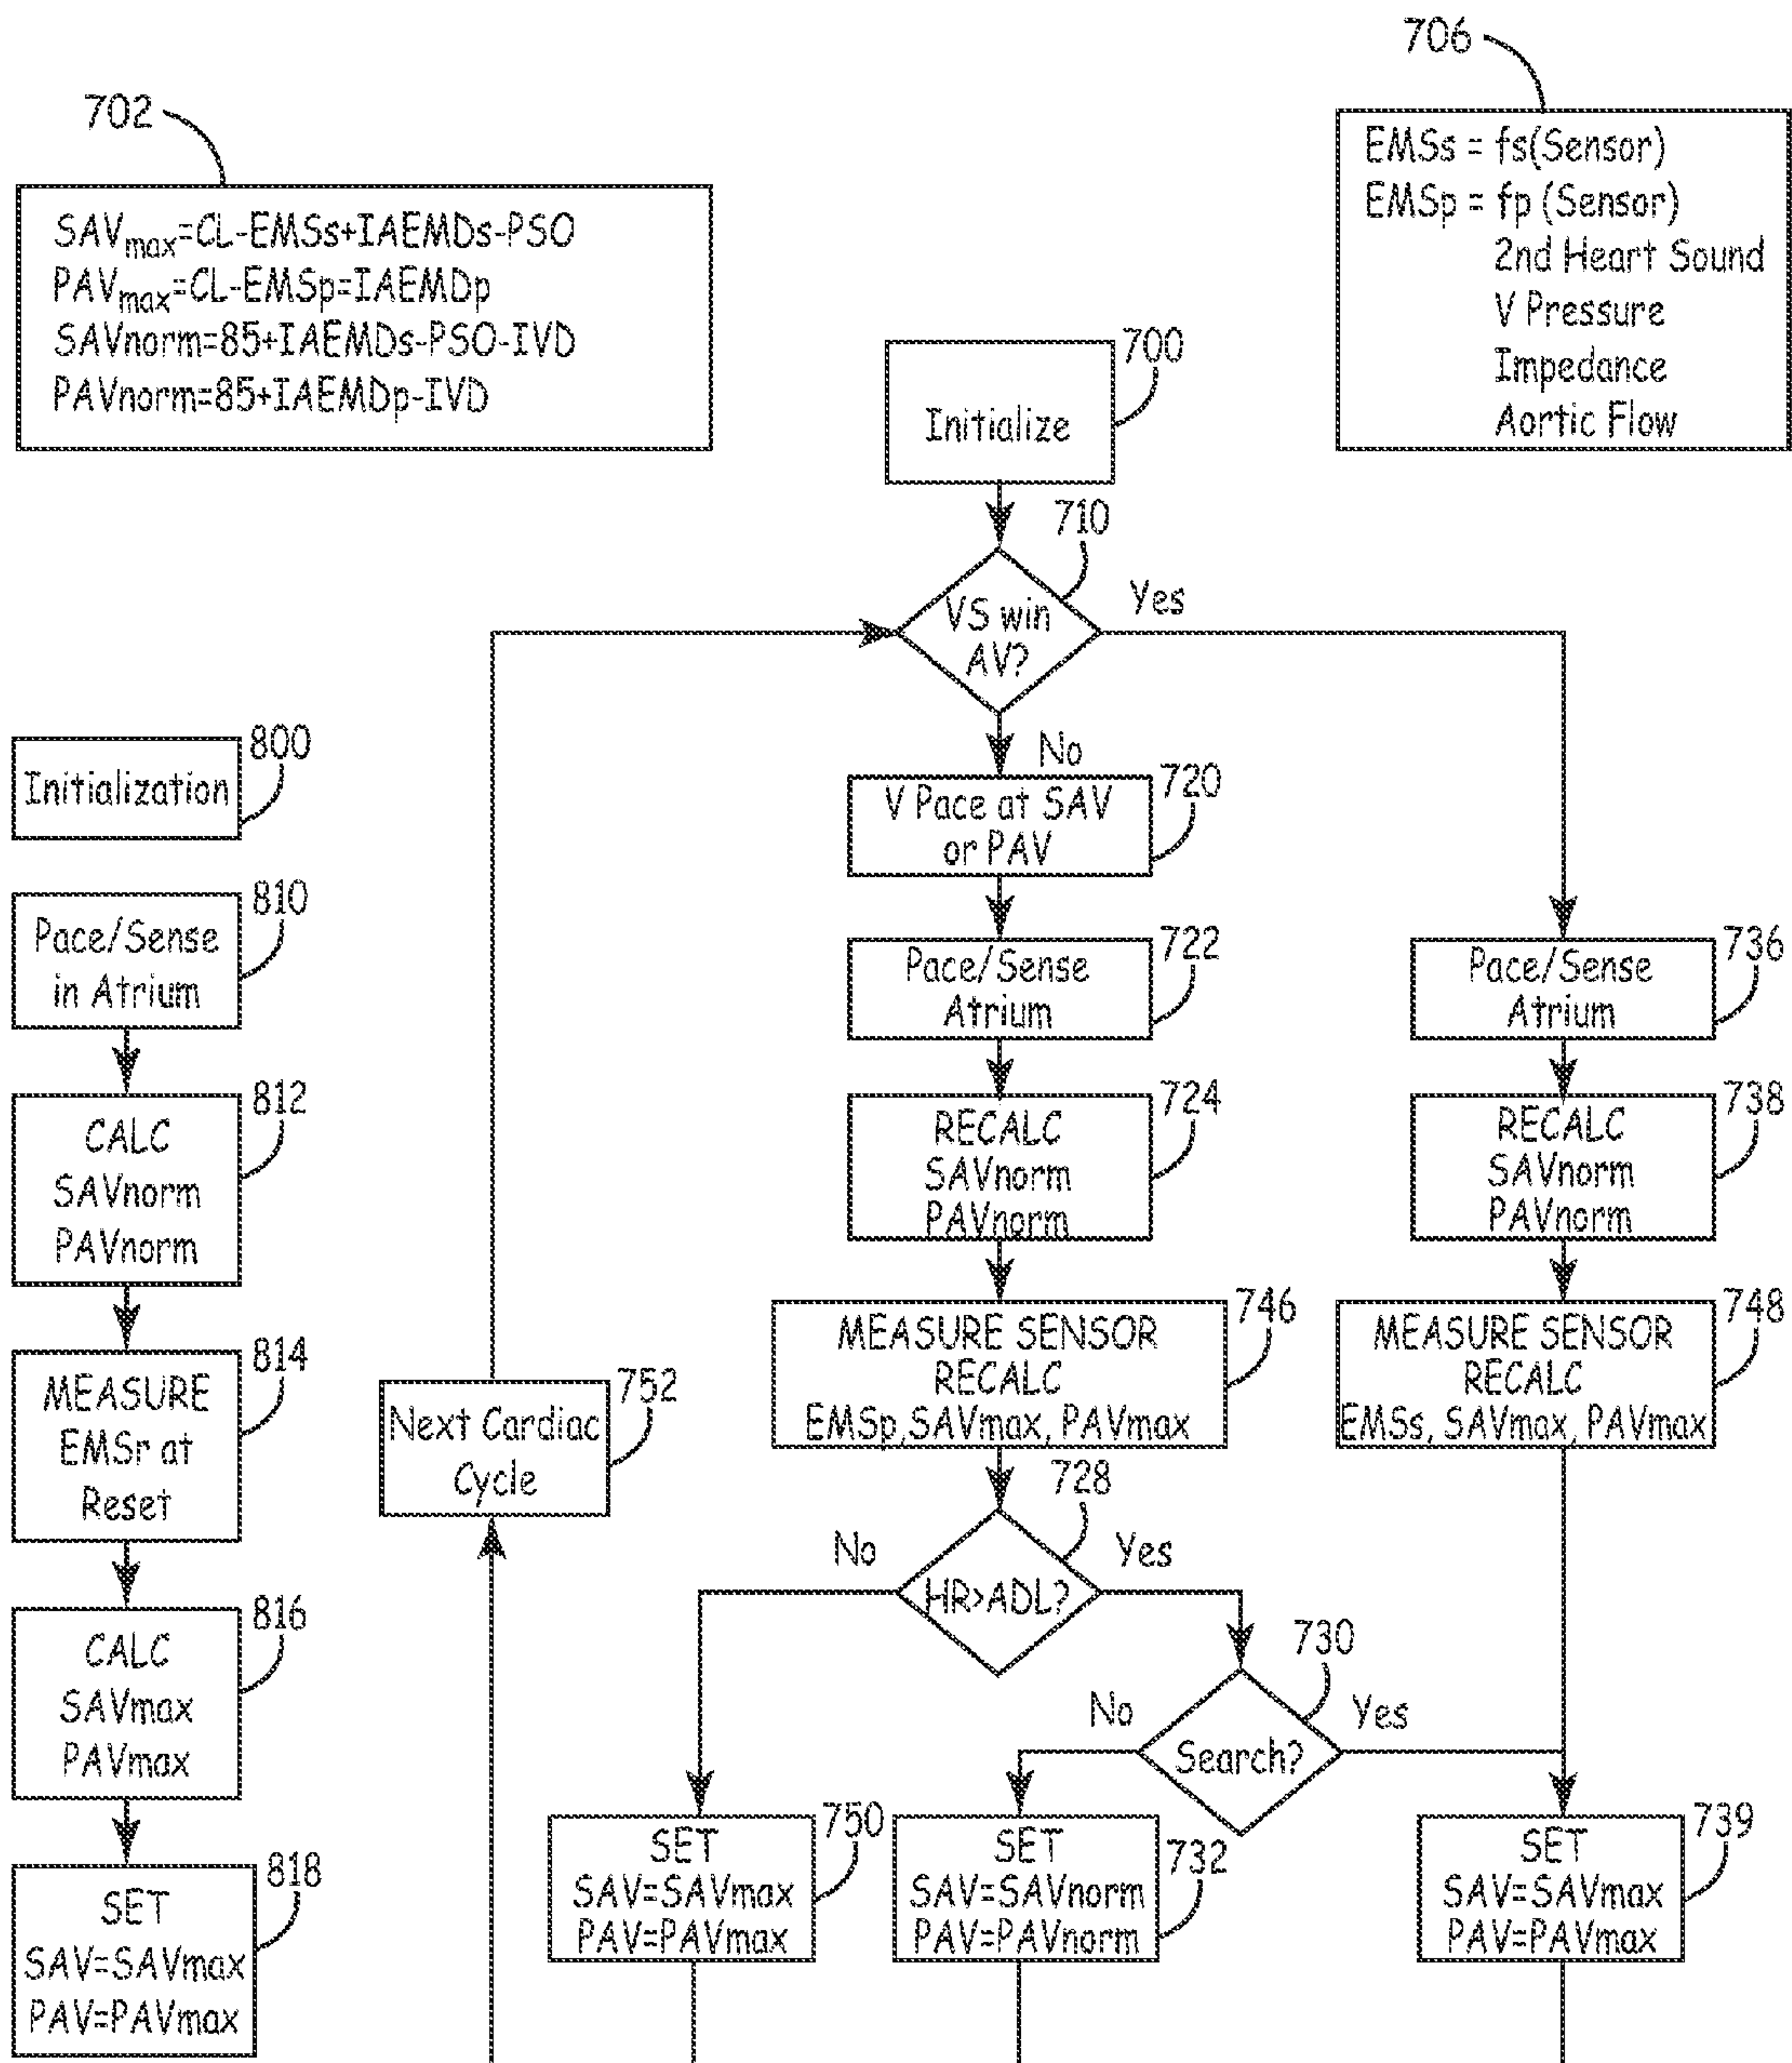 702
SAVmax=CL-EMSs+IAEMDs-PSO
PAVmax=CL-EMSp=IAEMDp
SAVnorm=85+IAEMDs-PSO-IVD
PAVnorm=85+IAEMDp-IVD
706
EMSs = fs(Sensor)
EMSp = fp (Sensor)
2nd Heart Sound
V Pressure
Impedance
Aortic Flow
700
Initialize
710
VS win
AV?
Yes
No
800
Initialization
810
Pace/Sense
in Atrium
812
CALC
SAVnorm
PAVnorm
814
MEASURE
EMSr at
Reset
816
CALC
SAVmax
PAVmax
818
SET
SAV=SAVmax
PAV=PAVmax
752
Next Cardiac
Cycle
720
V Pace at SAV
or PAV
722
Pace/Sense
Atrium
724
RECALC
SAVnorm
PAVnorm
746
MEASURE SENSOR
RECALC
EMSp,SAVmax, PAVmax
728
No
HR>ADL?
Yes
730
No
Search?
Yes
750
SET
SAV=SAVmax
PAV=PAVmax
732
SET
SAV=SAVnorm
PAV=PAVnorm
736
Pace/Sense
Atrium
738
RECALC
SAVnorm
PAVnorm
748
MEASURE SENSOR
RECALC
EMSs, SAVmax, PAVmax
739
SET
SAV=SAVmax
PAV=PAVmax